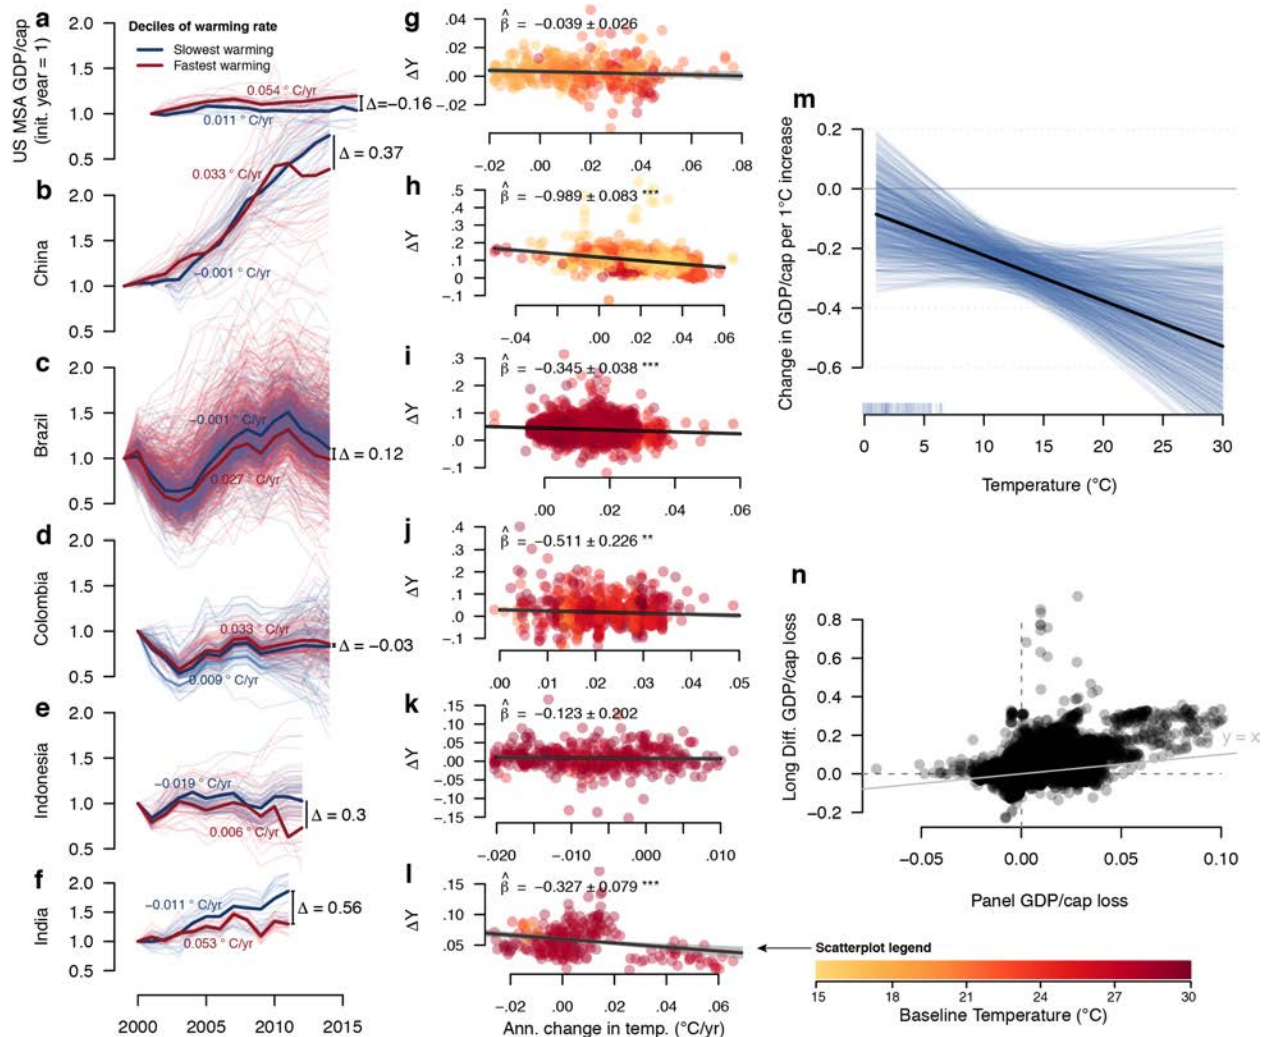 a
US MSA GDP/cap
(init. year = 1)
2.0
1.5
1.0
0.5
Deciles of warming rate
Slowest warming
Fastest warming
0.054 ° C/yr
0.011 ° C/yr
Δ=−0.16
b
China
2.0
1.5
1.0
0.5
0.033 ° C/yr
−0.001 ° C/yr
Δ = 0.37
c
Brazil
2.0
1.5
1.0
0.5
−0.001 ° C/yr
0.027 ° C/yr
Δ = 0.12
d
Colombia
2.0
1.0
0.5
0.033 ° C/yr
0.009 ° C/yr
Δ = −0.03
e
Indonesia
1.5
1.0
0.5
−0.019 ° C/yr
0.006 ° C/yr
Δ = 0.3
f
India
2.0
1.5
1.0
0.5
−0.011 ° C/yr
0.053 ° C/yr
Δ = 0.56
2000 2005 2010 2015
g
ΔY
.04
.02
.00
−.02
β̂ = −0.039 ± 0.026
−.02 .00 .02 .04 .06 .08
h
ΔY
.5
.4
.3
.2
.1
0
−.1
β̂ = −0.989 ± 0.083 ***
−.04 .00 .02 .04 .06
i
ΔY
.3
.2
.1
.0
−.1
β̂ = −0.345 ± 0.038 ***
.00 .02 .04 .06
j
ΔY
.4
.3
.2
.1
.0
−.1
β̂ = −0.511 ± 0.226 **
.00 .01 .02 .03 .04 .05
k
ΔY
.15
.10
.05
.00
−.05
−.10
−.15
β̂ = −0.123 ± 0.202
−.020 −.010 .000 .010
l
ΔY
.15
.10
.05
β̂ = −0.327 ± 0.079 ***
−.02 .00 .02 .04 .06
Ann. change in temp. (°C/yr)
m
Change in GDP/cap per 1°C increase
0.2
0.0
−0.2
−0.4
−0.6
0 5 10 15 20 25 30
Temperature (°C)
n
Long Diff. GDP/cap loss
0.8
0.6
0.4
0.2
0.0
−0.2
y = x
−0.05 0.00 0.05 0.10
Panel GDP/cap loss
Scatterplot legend
15 18 21 24 27 30
Baseline Temperature (°C)